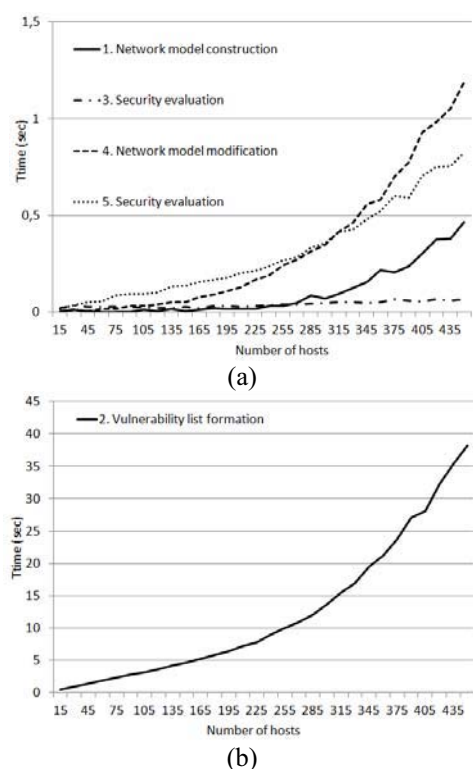 1,5
1. Network model construction
3. Security evaluation
1
4. Network model modification
5. Security evaluation
0,5
0
Ttime (sec)
15 45 75 105 135 165 195 225 255 285 315 345 375 405 435
Number of hosts
(a)
45
2. Vulnerability list formation
40
35
30
25
20
15
10
5
0
Ttime (sec)
15 45 75 105 135 165 195 225 255 285 315 345 375 405 435
Number of hosts
(b)